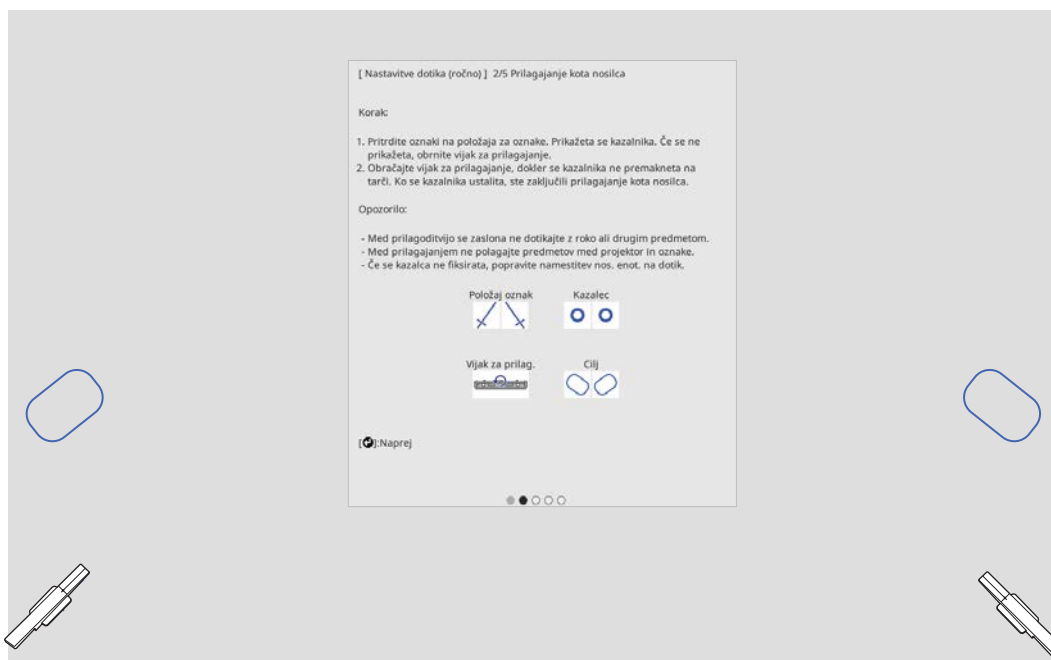 [ Nastavitve dotika (ročno) ] 2/5 Prilagajanje kota nosilca
Korak:
1. Pritrdite oznaki na položaja za oznake. Prikažeta se kazalnika. Če se ne
prikažeta, obrnite vijak za prilagajanje.
2. Obračajte vijak za prilagajanje, dokler se kazalnika ne premakneta na
tarči. Ko se kazalnika ustalita, ste zaključili prilagajanje kota nosilca.
Opozorilo:
- Med prilagoditvijo se zaslona ne dotikajte z roko ali drugim predmetom.
- Med prilagajanjem ne polagajte predmetov med projektor in oznake.
- Če se kazalca ne fiksirata, popravite namestitev nos. enot. na dotik.
Položaj oznak Kazalec
Vijak za prilag. Cilj
[ ]:Naprej